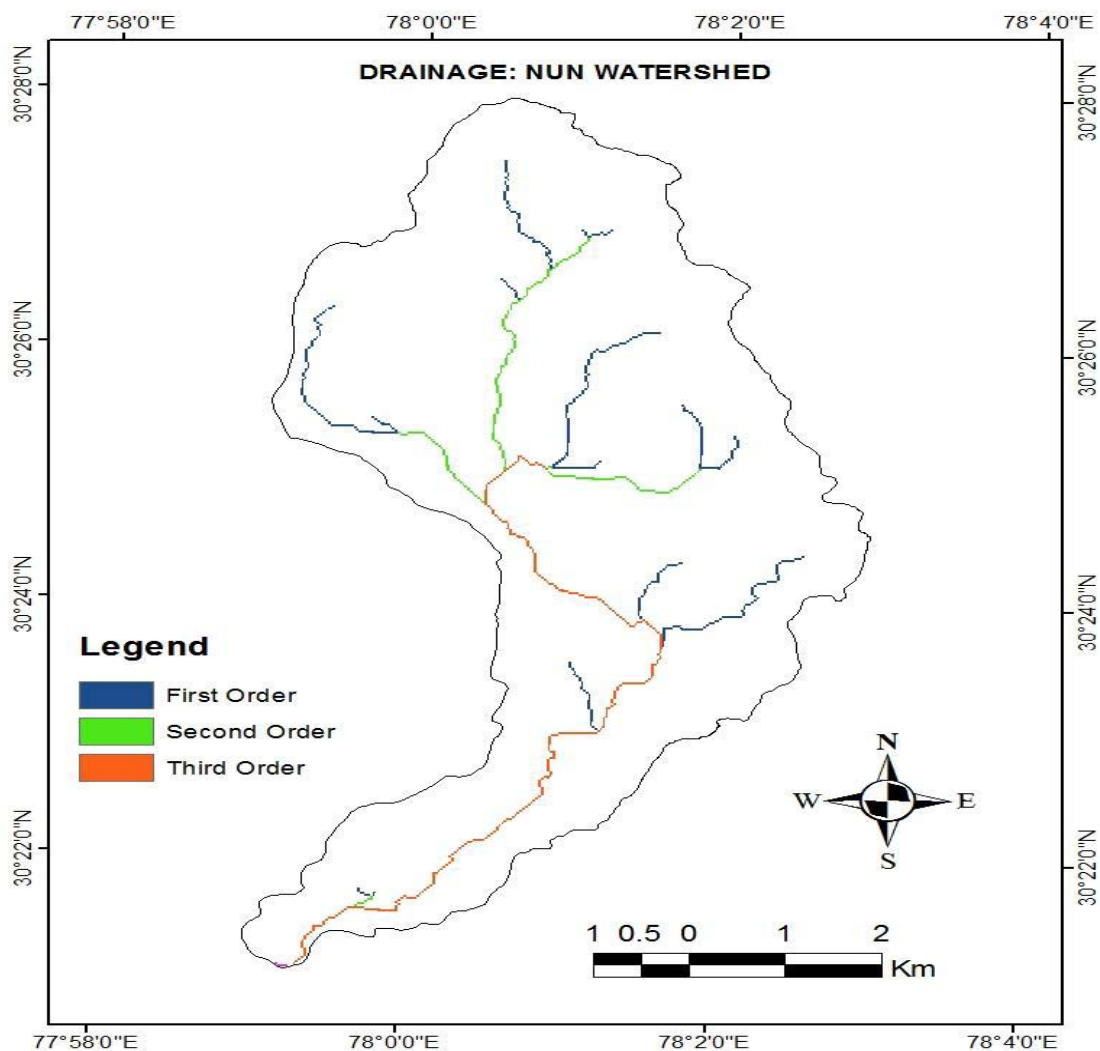 77°58'0"E 78°0'0"E 78°2'0"E 78°4'0"E
DRAINAGE: NUN WATERSHED
30°28'0"N 30°28'0"N
30°26'0"N 30°26'0"N
30°24'0"N 30°24'0"N
Legend
First Order
Second Order
Third Order
N
W E
S
30°22'0"N 30°22'0"N
1 0.5 0 1 2
Km
77°58'0"E 78°0'0"E 78°2'0"E 78°4'0"E